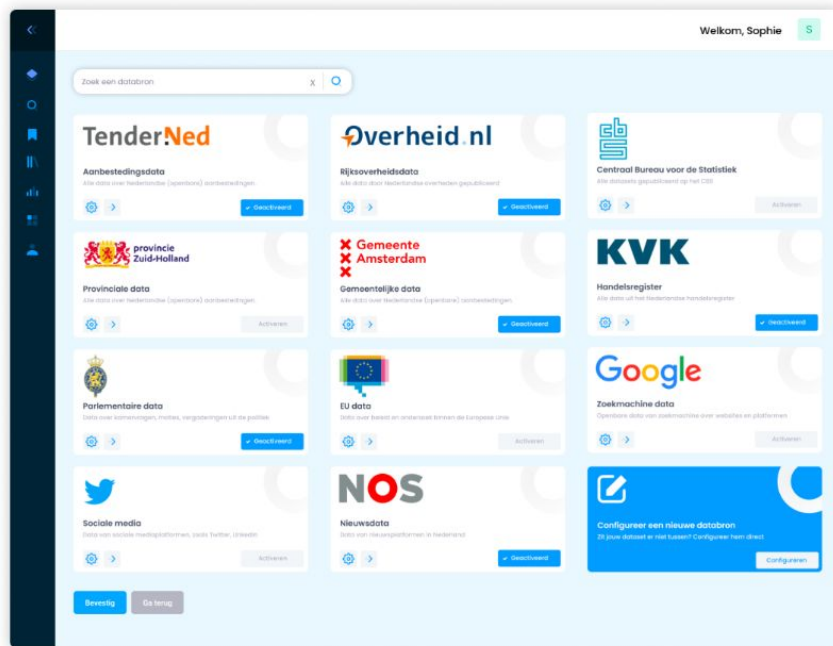 Welkom, Sophie
S
Zoek een databron
X
TenderNed
Aanbestedingsdata
Alle data over Nederlandse (openbare) aanbestedingen
Geactiveerd
Overheid.nl
Rijksoverheidsdata
Alle data door Nederlandse overheden gepubliceerd
Geactiveerd
cbs
Centraal Bureau voor de Statistiek
Alle datasets gepubliceerd op het CBS
Activeren
provincie
Zuid-Holland
Provinciale data
Alle data over Nederlandse (openbare) aanbestedingen.
Activeren
Gemeente
Amsterdam
Gemeentelijke data
Alle data over Nederlandse (openbare) aanbestedingen.
Geactiveerd
KVK
Handelsregister
Alle data uit het Nederlandse handelsregister
Geactiveerd
Parlementaire data
Data over kamervragen, moties, vergaderingen uit de politiek.
Geactiveerd
EU data
Data over beleid en onderzoek binnen de Europese Unie
Activeren
Google
Zoekmachine data
Openbare data van zoekmachine over websites en platformen
Activeren
Sociale media
Data van sociale mediaplatformen, zoals Twitter, LinkedIn
Activeren
NOS
Nieuwsdata
Data van nieuwsplatformen in Nederland
Geactiveerd
Configureer een nieuwe databron
Zit jouw dataset er niet tussen? Configureer hem direct
Configureren
Bevestig
Ga terug